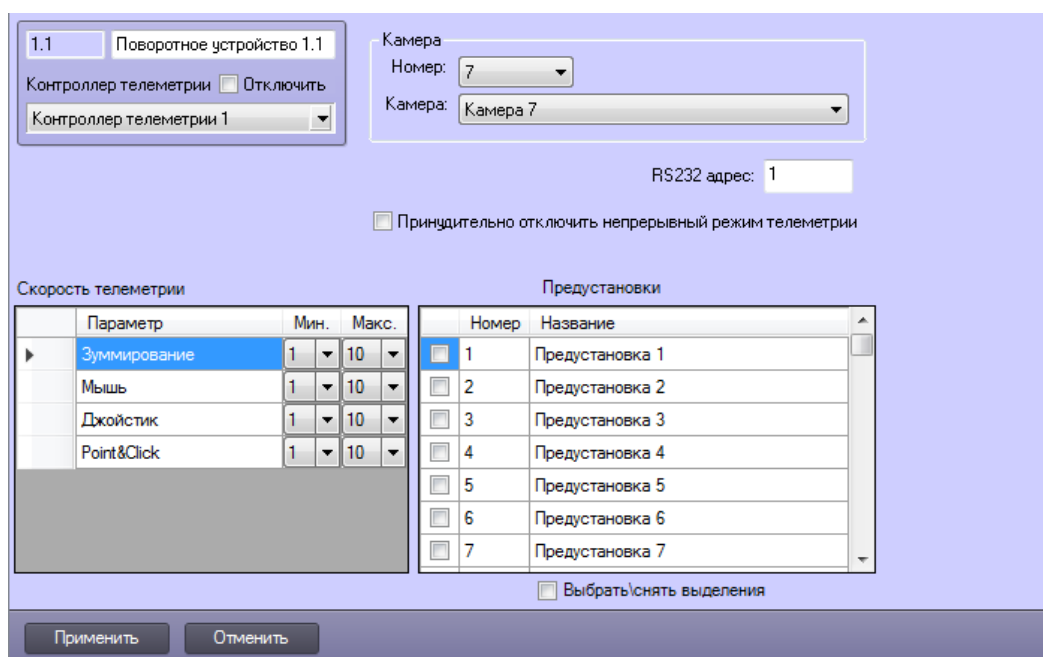 1.1 Поворотное устройство 1.1
Контроллер телеметрии Отключить
Контроллер телеметрии 1
Камера
Номер: 7
Камера: Камера 7
RS232 адрес: 1
Принудительно отключить непрерывный режим телеметрии
Скорость телеметрии
Параметр Мин. Макс.
Зуммирование 1 10
Мышь 1 10
Джойстик 1 10
Point&Click 1 10
Предустановки
Номер Название
1 Предустановка 1
2 Предустановка 2
3 Предустановка 3
4 Предустановка 4
5 Предустановка 5
6 Предустановка 6
7 Предустановка 7
Выбрать\снять выделения
Применить Отменить